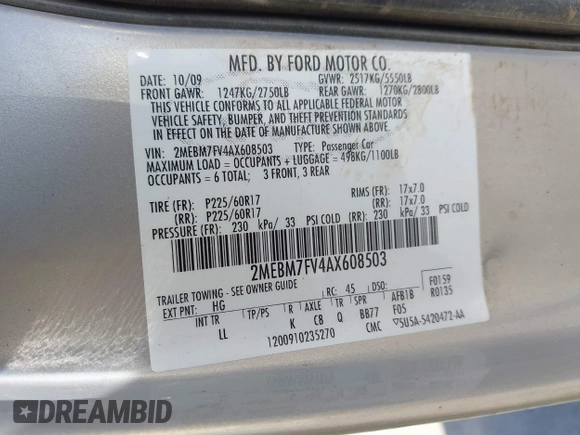 MFD. BY FORD MOTOR CO.
DATE: 10/09 GVWR: 2517KG/5550LB
FRONT GAWR: 1247KG/2750LB REAR GAWR: 1270KG/2800LB
THIS VEHICLE CONFORMS TO ALL APPLICABLE FEDERAL MOTOR
VEHICLE SAFETY, BUMPER, AND THEFT PREVENTION STANDARDS
IN EFFECT ON THE DATE OF MANUFACTURE SHOWN ABOVE.
VIN: 2MEBM7FV4AX608503 TYPE: Passenger Car
MAXIMUM LOAD = OCCUPANTS + LUGGAGE = 498KG/1100LB
OCCUPANTS = 6 TOTAL: 3 FRONT, 3 REAR
TIRE (FR): P225/60R17 RIMS (FR): 17x7.0
(RR): P225/60R17 (RR): 17x7.0
PRESSURE (FR): 230 kPa/ 33 PSI COLD (RR): 230 kPa/ 33 PSI COLD
2MEBM7FV4AX608503
TRAILER TOWING - SEE OWNER GUIDE
F0159
EXT PNT: HG RC: 45 DSO: R0135
INT TR TP/PS R AXLE TR SPR AFB1B
LL K C8 Q BB77 F05
1200910235270 CMC 5U5A-5420472-AA
DREAMBID